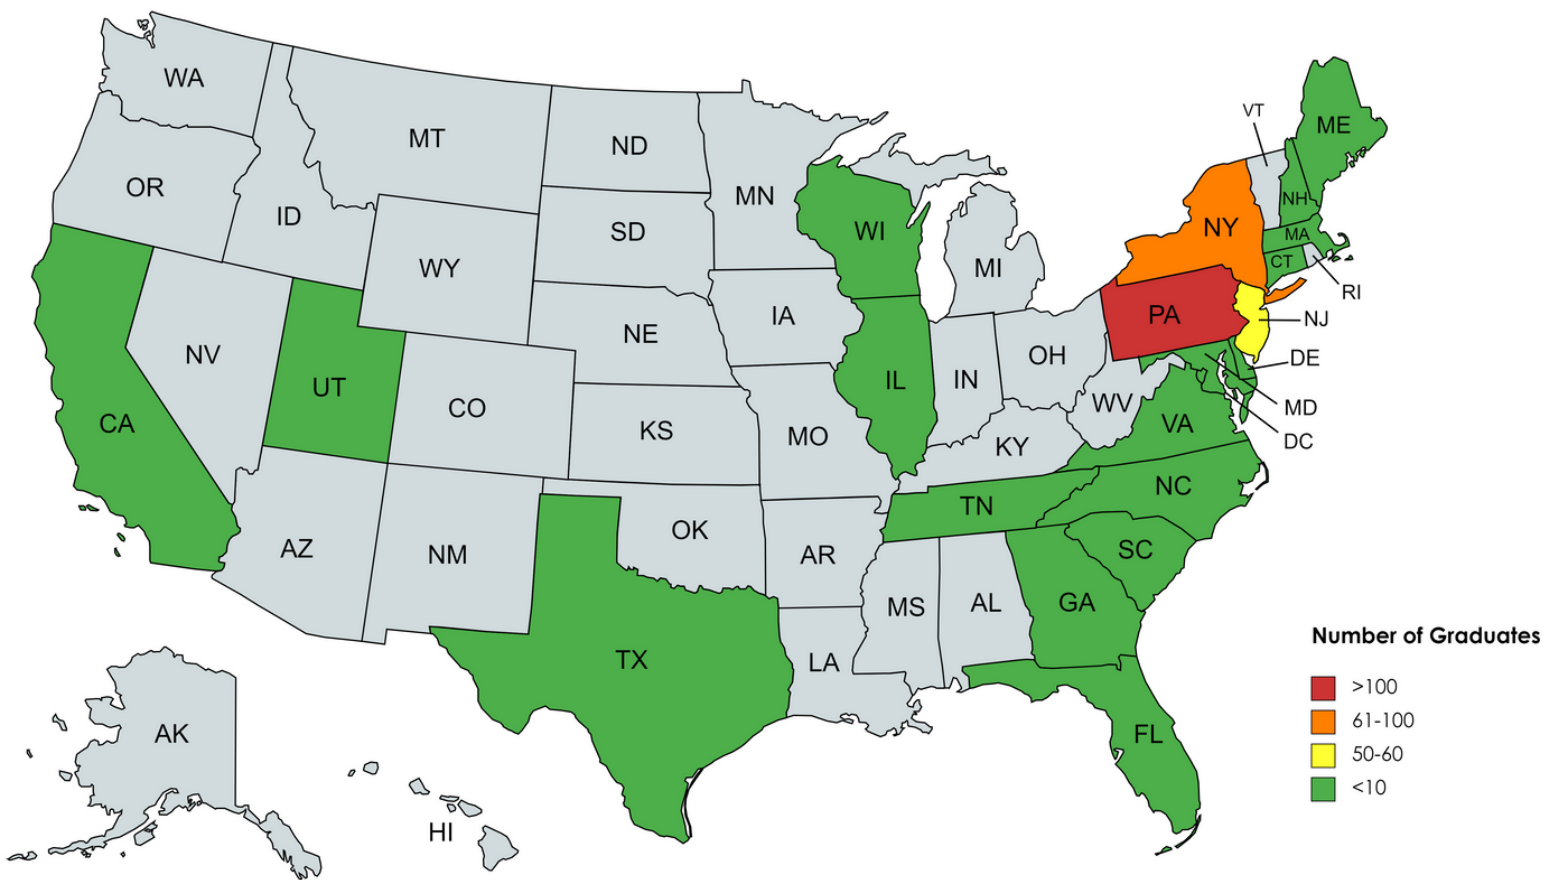 WA
MT
ND
MN
OR
ID
SD
WY
WI
MI
VT
ME
NH
NY
MA
CT
RI
NV
UT
CO
NE
IA
IL
IN
OH
PA
NJ
DE
MD
DC
CA
KS
MO
KY
WV
VA
AZ
NM
OK
AR
TN
NC
SC
TX
LA
MS
AL
GA
FL
AK
HI
Number of Graduates
>100
61-100
50-60
<10